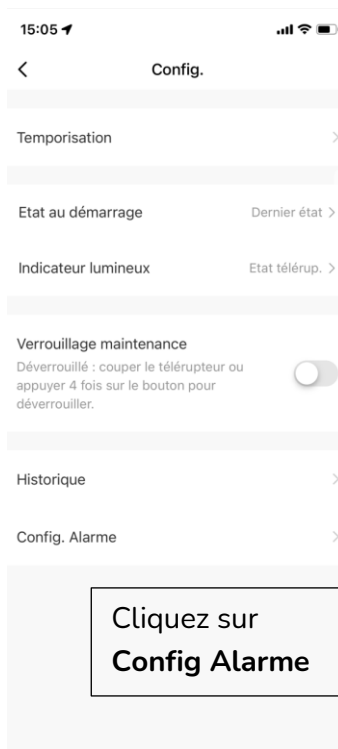 15:05
Config.
Temporisation
Etat au démarrage Dernier état
Indicateur lumineux Etat télérup.
Verrouillage maintenance
Déverrouillé : couper le télérupteur ou
appuyer 4 fois sur le bouton pour
déverrouiller.
Historique
Config. Alarme
Cliquez sur
Config Alarme